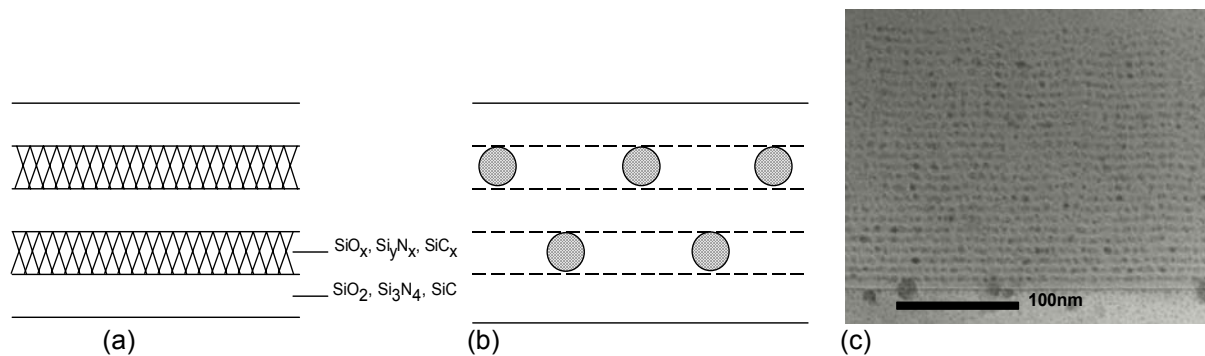 SiOx, SiyNx, SiCx
SiO2, Si3N4, SiC
100nm
(a)
(b)
(c)